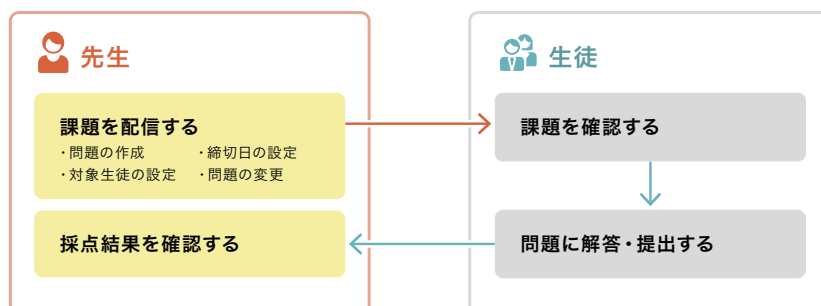 先生
課題を配信する
・問題の作成 ・締切日の設定
・対象生徒の設定 ・問題の変更
採点結果を確認する
生徒
課題を確認する
問題に解答・提出する